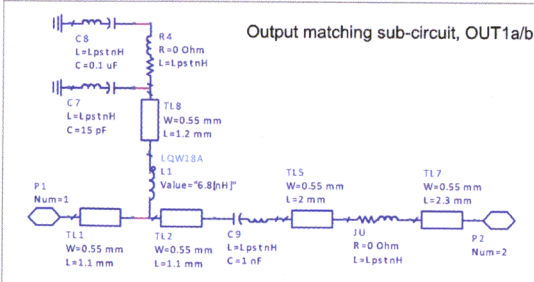 Output matching sub-circuit, OUT1a/b
C8
L=LpstnH
C=0.1 uF
R4
R=0 Ohm
L=LpstnH
C7
L=LpstnH
C=15 pF
TL8
W=0.55 mm
L=1.2 mm
LQW18A
L1
Value="6.8[nH]"
P1
Num=1
TL1
W=0.55 mm
L=1.1 mm
TL2
W=0.55 mm
L=1.1 mm
C9
L=LpstnH
C=1 nF
TL5
W=0.55 mm
L=2 mm
JU
R=0 Ohm
L=LpstnH
TL7
W=0.55 mm
L=2.3 mm
P2
Num=2